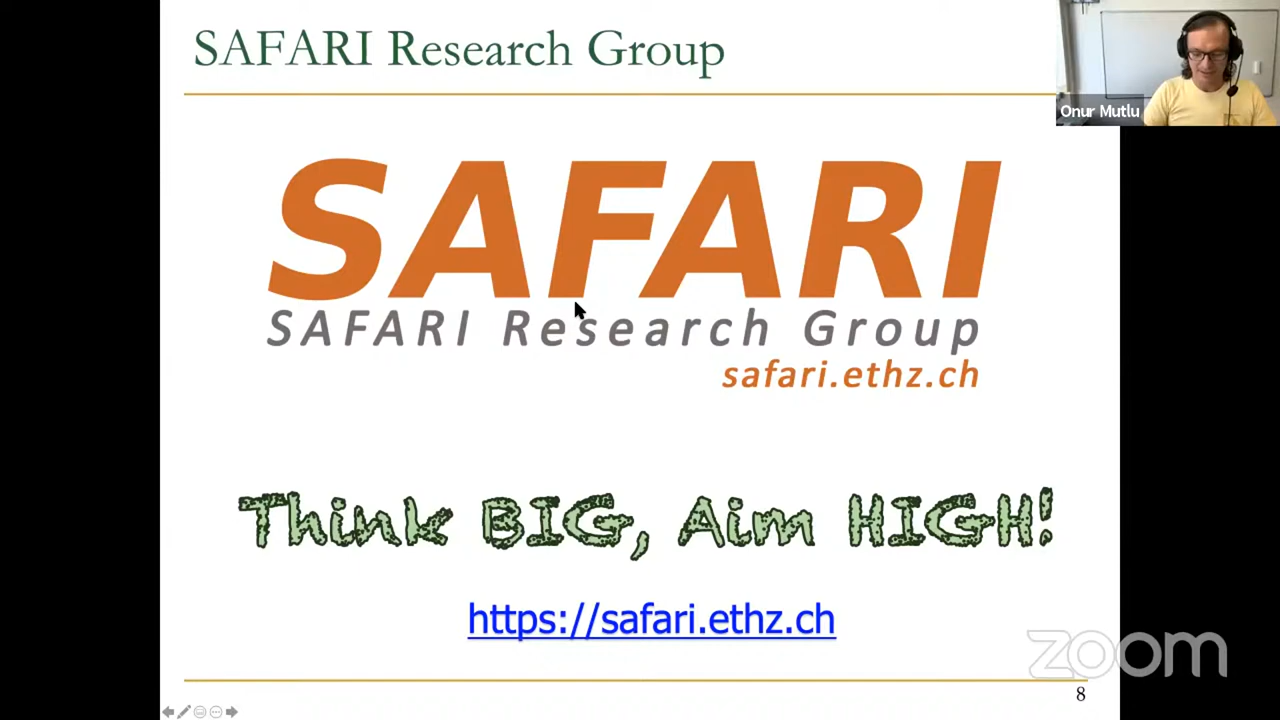 SAFARI Research Group
Onur Mutlu
SAFARI
SAFARI Research Group
safari.ethz.ch
Think BIG, Aim HIGH!
https://safari.ethz.ch
zoom
8